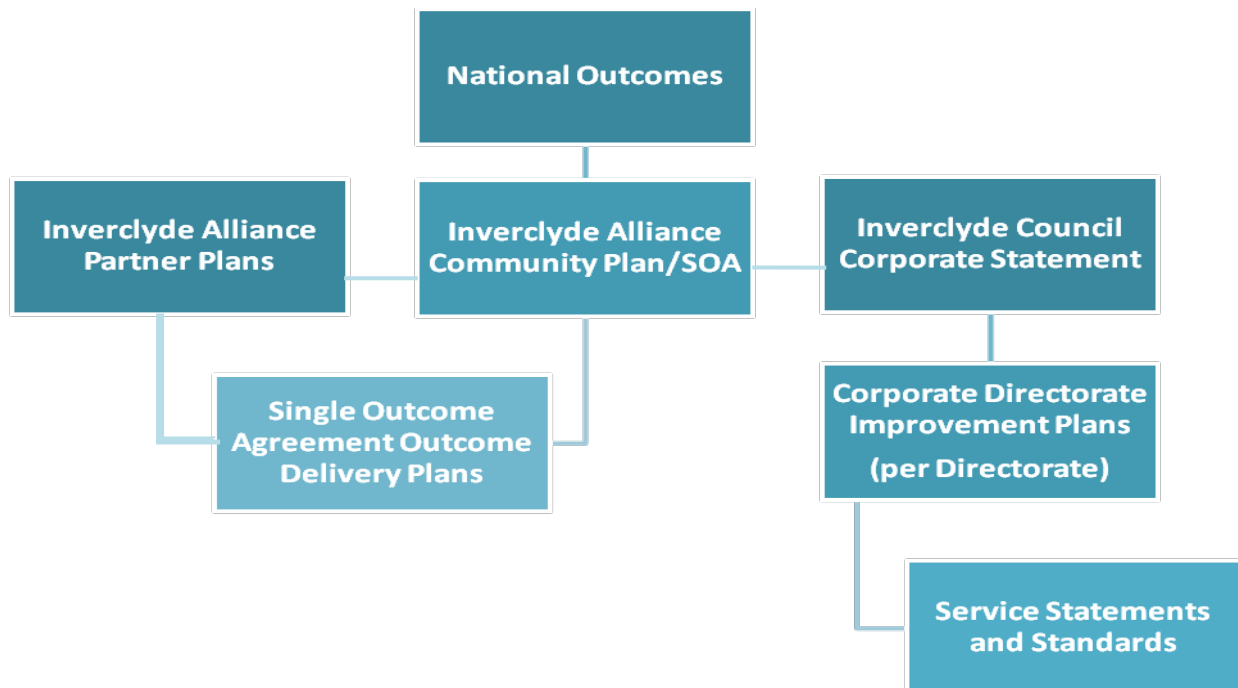 National Outcomes
Inverclyde Alliance
Partner Plans
Inverclyde Alliance
Community Plan/SOA
Inverclyde Council
Corporate Statement
Single Outcome
Agreement Outcome
Delivery Plans
Corporate Directorate
Improvement Plans
(per Directorate)
Service Statements
and Standards